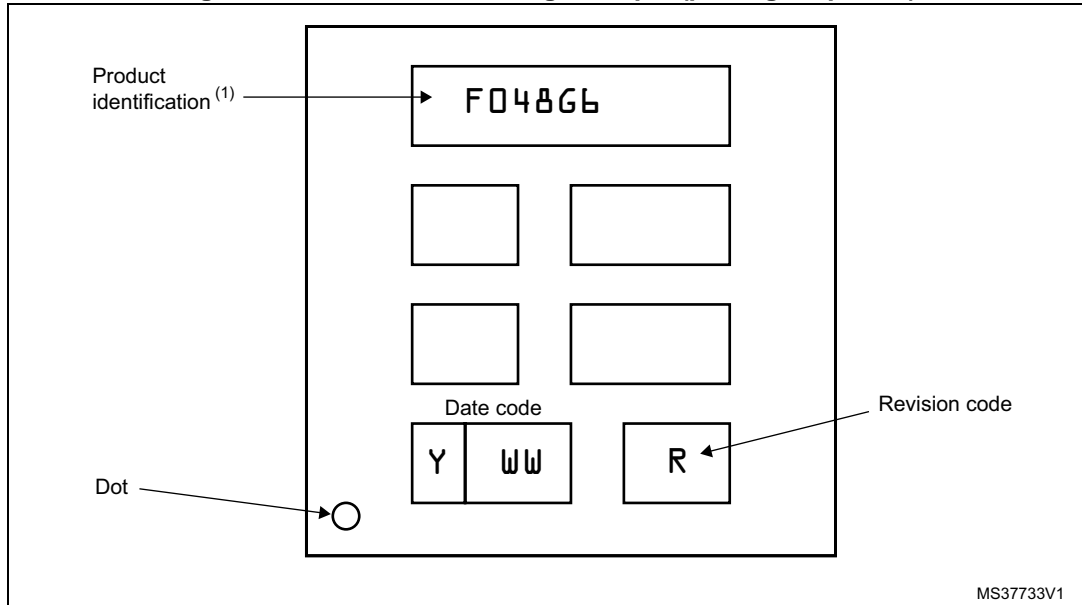 Product
identification (1)
F048G6
Date code
Y WW R
Revision code
Dot
MS37733V1